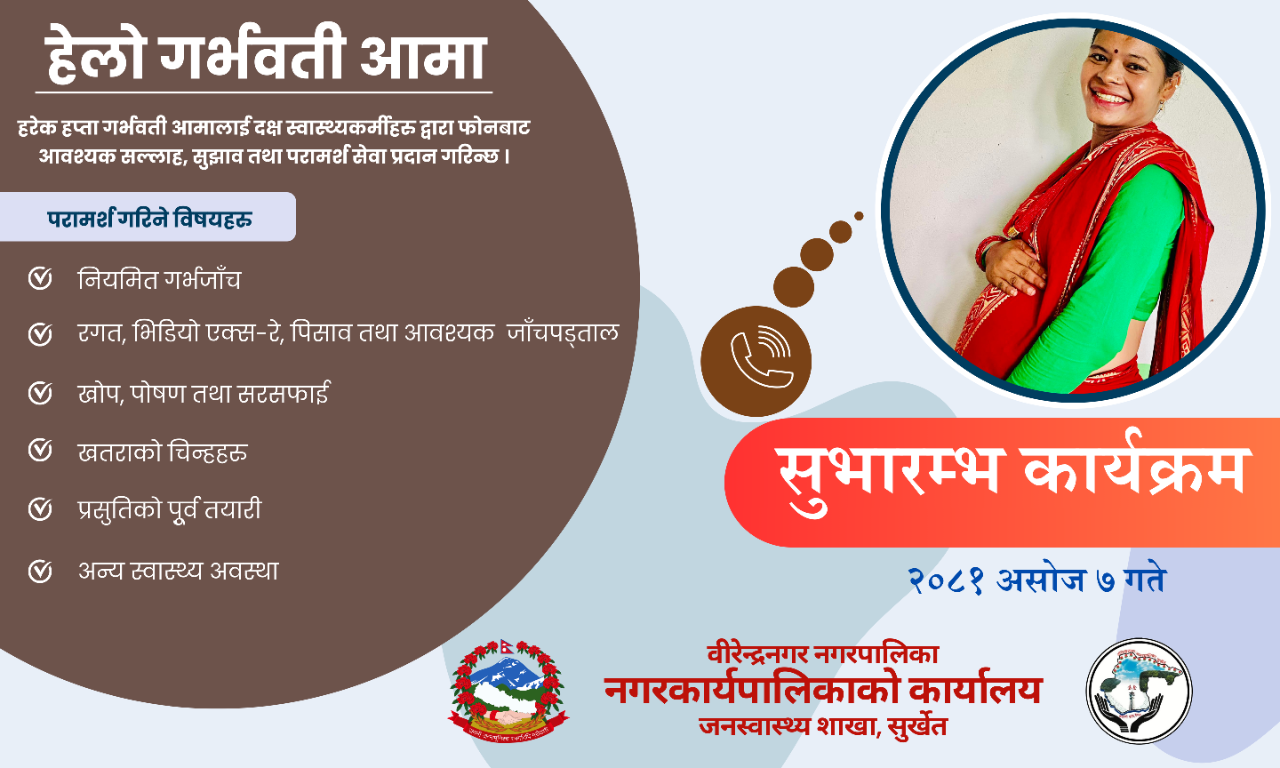 हेलो गर्भवती आमा
हरेक हप्ता गर्भवती आमालाई दक्ष स्वास्थ्यकर्मीहरु द्वारा फोनबाट
आवश्यक सल्लाह, सुझाव तथा परामर्श सेवा प्रदान गरिन्छ ।
परामर्श गरिने विषयहरु
नियमित गर्भजाँच
रगत, भिडियो एक्स-रे, पिसाव तथा आवश्यक जाँचपड्ताल
खोप, पोषण तथा सरसफाई
खतराको चिन्हहरु
प्रसुतिको पूर्व तयारी
अन्य स्वास्थ्य अवस्था
सुभारम्भ कार्यक्रम
२०८१ असोज ७ गते
वीरेन्द्रनगर नगरपालिका
नगरकार्यपालिकाको कार्यालय
जनस्वास्थ्य शाखा, सुर्खेत